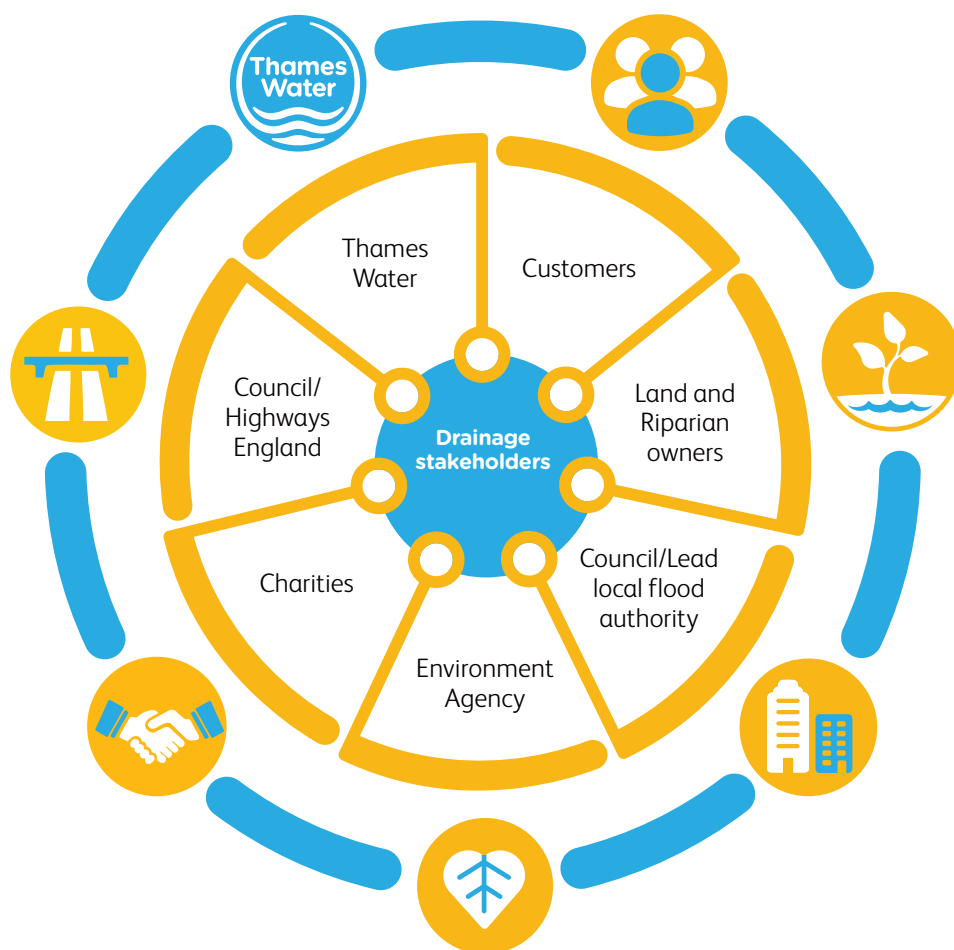 Thames
Water
Thames
Water
Customers
Council/
Highways
England
Land and
Riparian
owners
Drainage
stakeholders
Charities
Council/Lead
local flood
authority
Environment
Agency